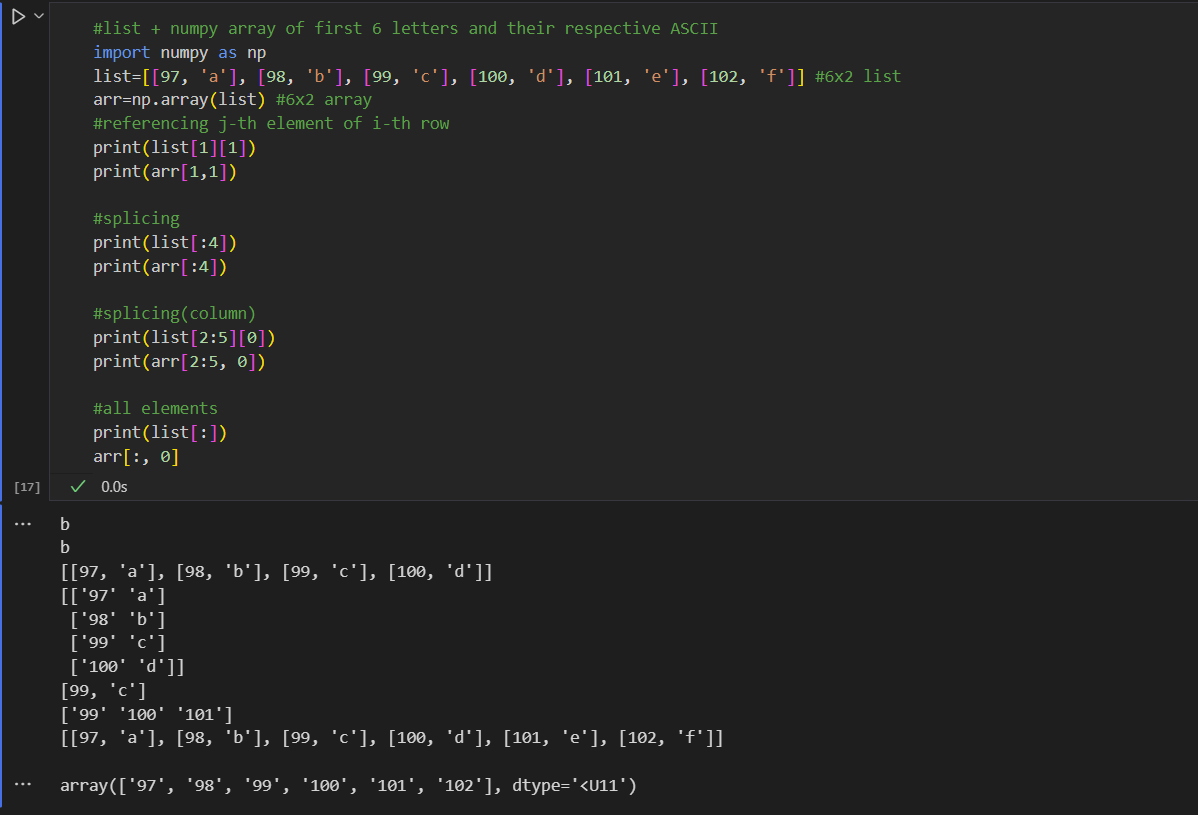 #list + numpy array of first 6 letters and their respective ASCII
import numpy as np
list=[[97, 'a'], [98, 'b'], [99, 'c'], [100, 'd'], [101, 'e'], [102, 'f']] #6x2 list
arr=np.array(list) #6x2 array
#referencing j-th element of i-th row
print(list[1][1])
print(arr[1,1])
#splicing
print(list[:4])
print(arr[:4])
#splicing(column)
print(list[2:5][0])
print(arr[2:5, 0])
#all elements
print(list[:])
arr[:, 0]
[17] 0.0s
b
b
[[97, 'a'], [98, 'b'], [99, 'c'], [100, 'd']]
[['97' 'a']
 ['98' 'b']
 ['99' 'c']
 ['100' 'd']]
[99, 'c']
['99' '100' '101']
[[97, 'a'], [98, 'b'], [99, 'c'], [100, 'd'], [101, 'e'], [102, 'f']]
array(['97', '98', '99', '100', '101', '102'], dtype='<U11')